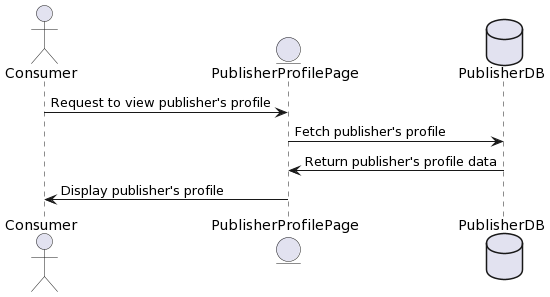 Consumer
PublisherProfilePage
PublisherDB
Request to view publisher's profile
Fetch publisher's profile
Return publisher's profile data
Display publisher's profile
Consumer
PublisherProfilePage
PublisherDB